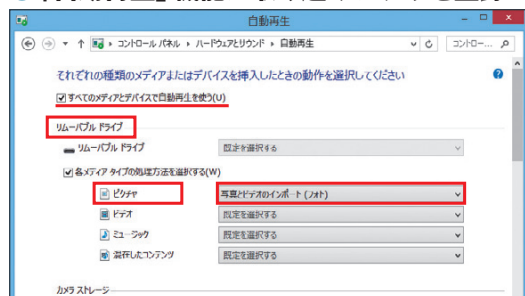 自動再生
コントロール パネル ▸ ハードウェアとサウンド ▸ 自動再生
コントロー...
それぞれの種類のメディアまたはデバイスを挿入したときの動作を選択してください
すべてのメディアとデバイスで自動再生を使う(U)
リムーバブル ドライブ
リムーバブル ドライブ 既定を選択する
各メディア タイプの処理方法を選択する(W)
ピクチャ 写真とビデオのインポート (フォト)
ビデオ 既定を選択する
ミュージック 既定を選択する
混在したコンテンツ 既定を選択する
カメラ ストレージ